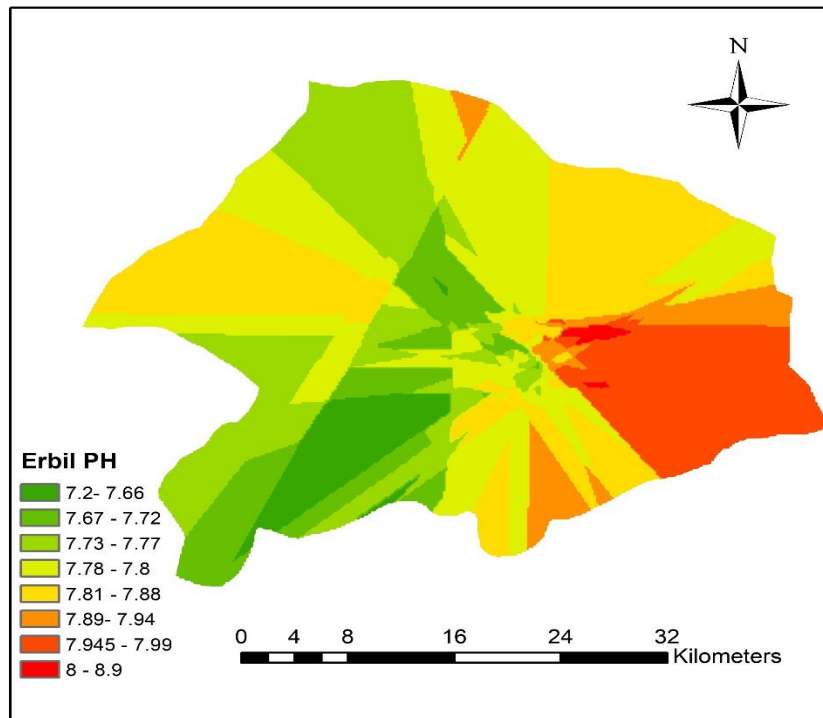 N
Erbil PH
7.2- 7.66
7.67 - 7.72
7.73 - 7.77
7.78 - 7.8
7.81 - 7.88
7.89- 7.94
7.945 - 7.99
8 - 8.9
0 4 8 16 24 32
Kilometers